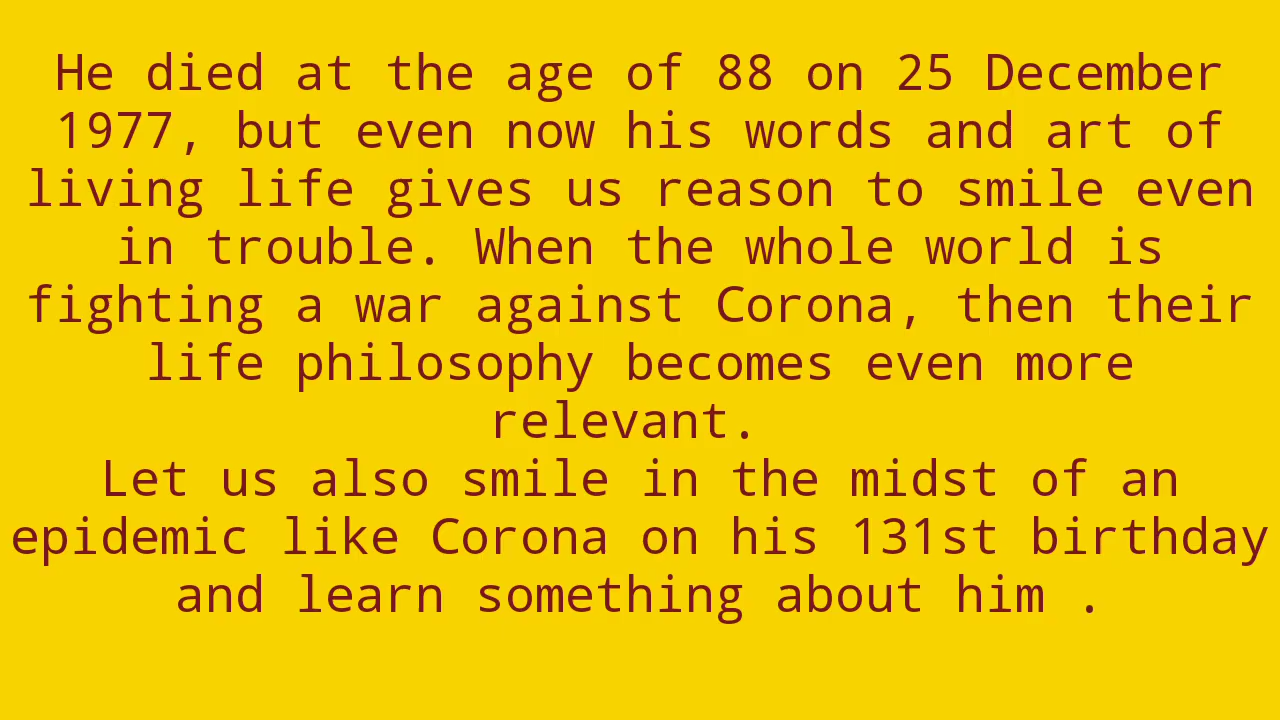 He died at the age of 88 on 25 December
1977, but even now his words and art of
living life gives us reason to smile even
in trouble. When the whole world is
fighting a war against Corona, then their
life philosophy becomes even more
relevant.
Let us also smile in the midst of an
epidemic like Corona on his 131st birthday
and learn something about him .